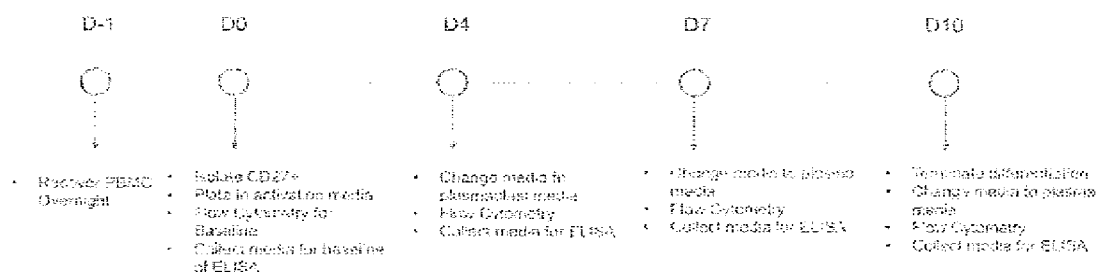 D-1
D0
D4
D7
D10
• Recover PBMC
Overnight
• Isolate CD27+
• Plate in activation media
• Flow Cytometry for
Baseline
• Collect media for baseline
of ELISA
• Change media to
plasmablast media
• Flow Cytometry
• Collect media for ELISA
• Change media to plasma
media
• Flow Cytometry
• Collect media for ELISA
• Terminate differentiation
• Change media to plasma
media
• Flow Cytometry
• Collect media for ELISA